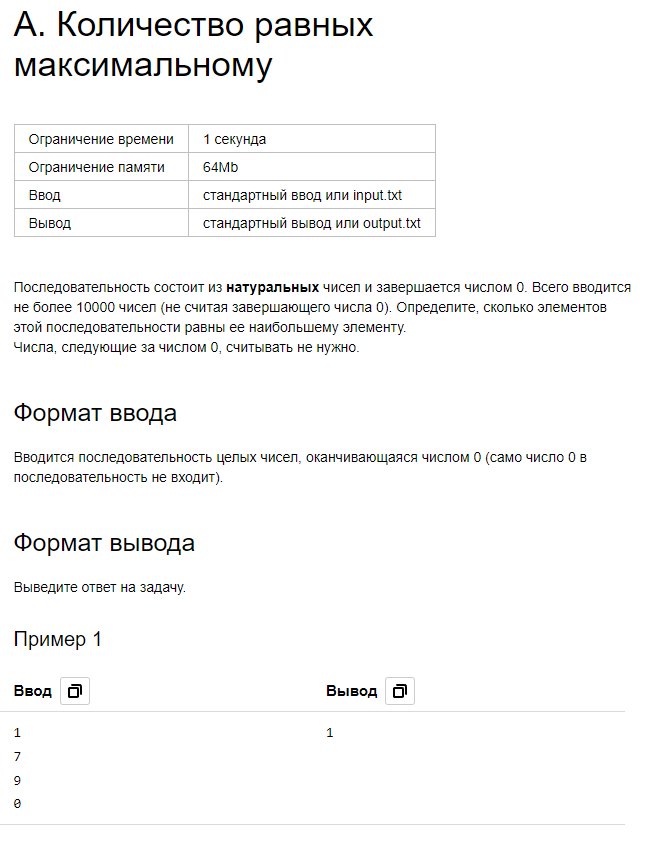 А. Количество равных
максимальному
Ограничение времени 1 секунда
Ограничение памяти 64Mb
Ввод стандартный ввод или input.txt
Вывод стандартный вывод или output.txt
Последовательность состоит из натуральных чисел и завершается числом 0. Всего вводится
не более 10000 чисел (не считая завершающего числа 0). Определите, сколько элементов
этой последовательности равны ее наибольшему элементу.
Числа, следующие за числом 0, считывать не нужно.
Формат ввода
Вводится последовательность целых чисел, оканчивающаяся числом 0 (само число 0 в
последовательность не входит).
Формат вывода
Выведите ответ на задачу.
Пример 1
Ввод Вывод
1 1
7
9
0